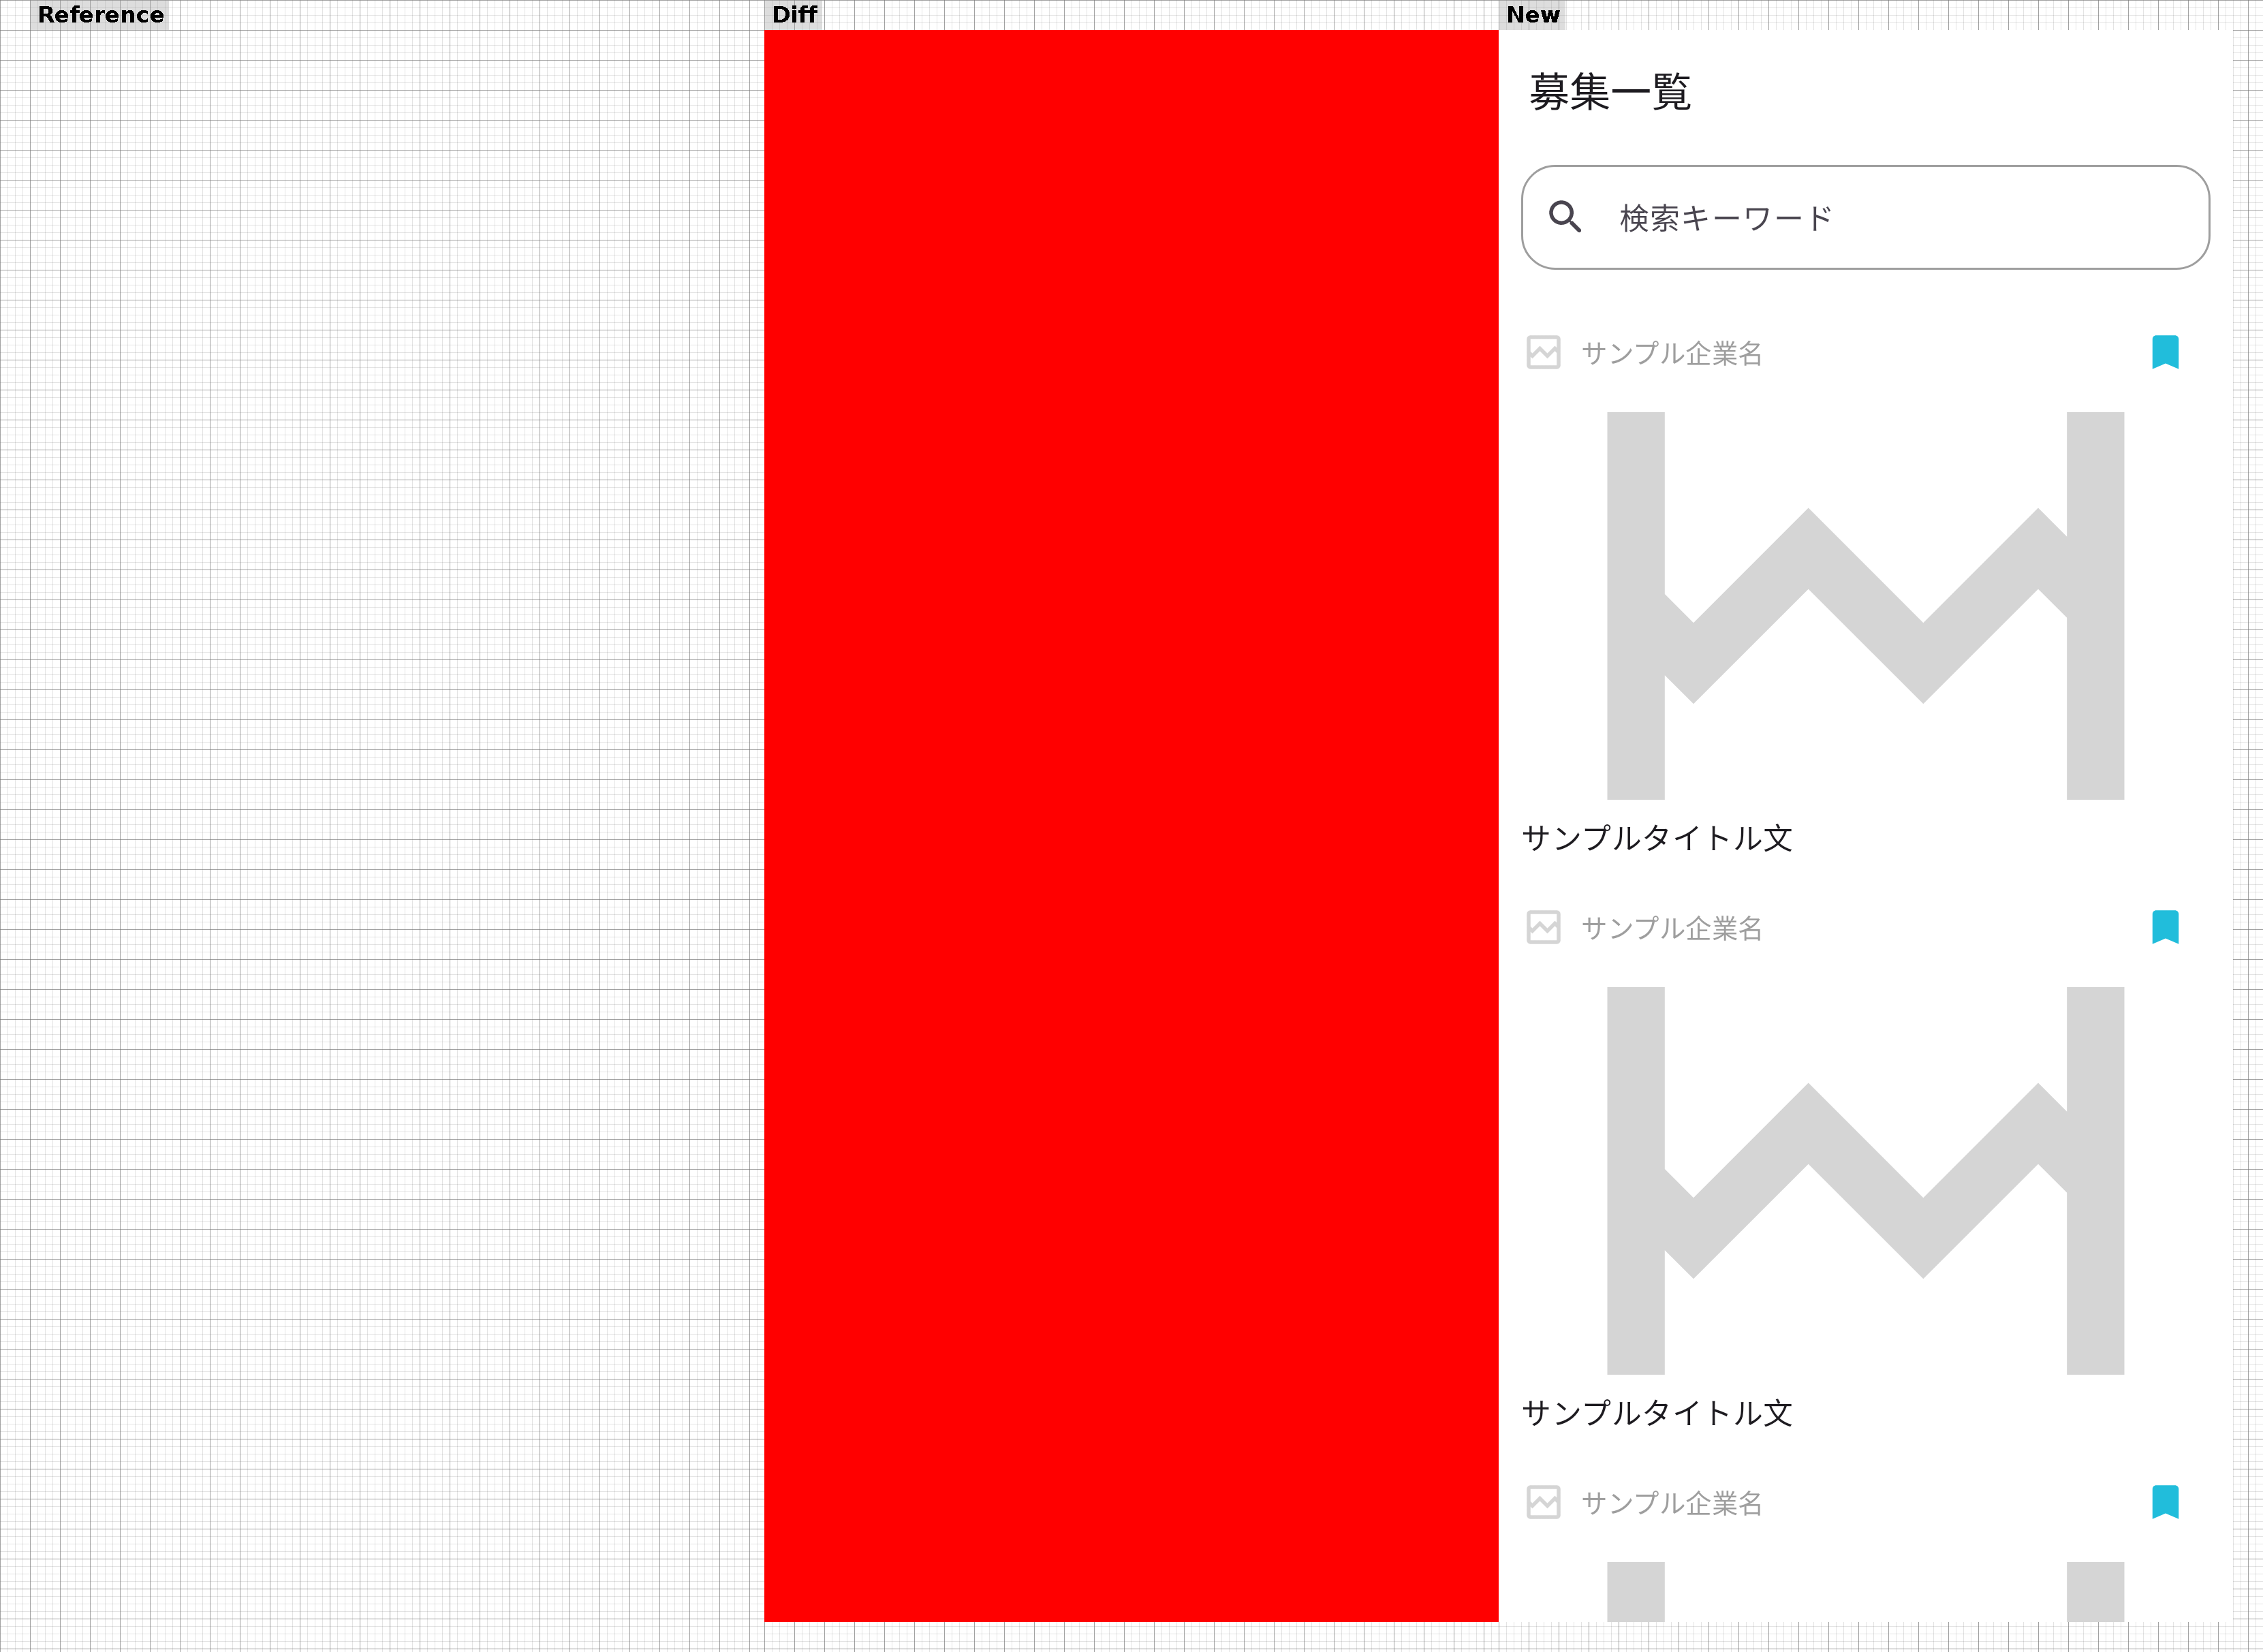 Reference
Diff
New
募集一覧
検索キーワード
サンプル企業名
サンプルタイトル文
サンプル企業名
サンプルタイトル文
サンプル企業名